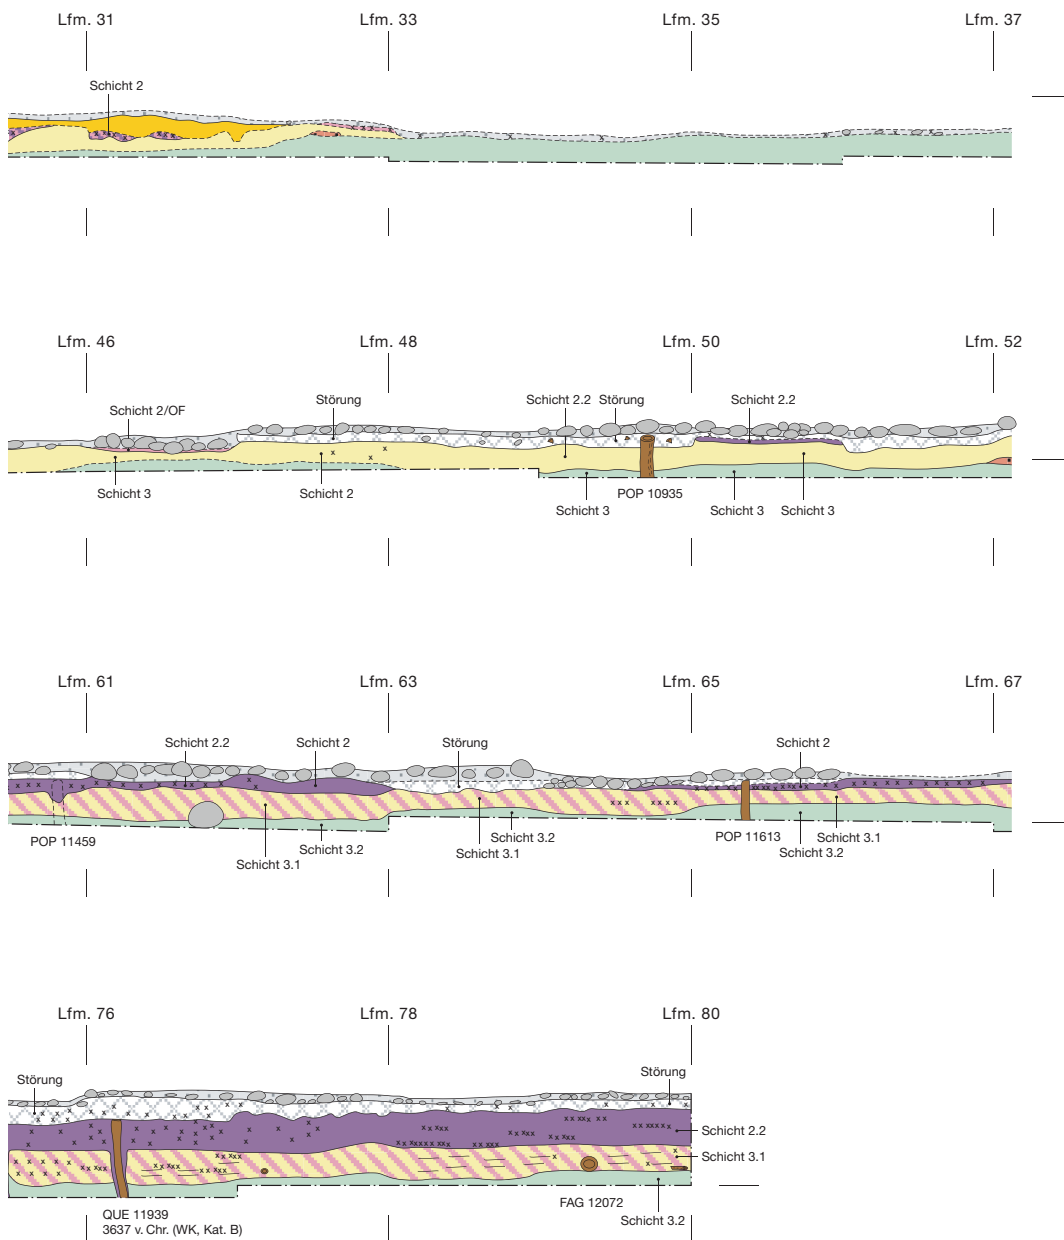 Lfm. 31 Lfm. 33 Lfm. 35 Lfm. 37
Schicht 2
Lfm. 46 Lfm. 48 Lfm. 50 Lfm. 52
Störung Schicht 2.2 Störung Schicht 2.2
Schicht 2/OF
Schicht 3 Schicht 2 POP 10935
Schicht 3 Schicht 3 Schicht 3
Lfm. 61 Lfm. 63 Lfm. 65 Lfm. 67
Schicht 2.2 Schicht 2 Störung Schicht 2
POP 11459 Schicht 3.2 Schicht 3.2 POP 11613 Schicht 3.1
Schicht 3.1 Schicht 3.1 Schicht 3.2
Lfm. 76 Lfm. 78 Lfm. 80
Störung Störung
Schicht 2.2
Schicht 3.1
QUE 11939 FAG 12072
3637 v. Chr. (WK, Kat. B) Schicht 3.2